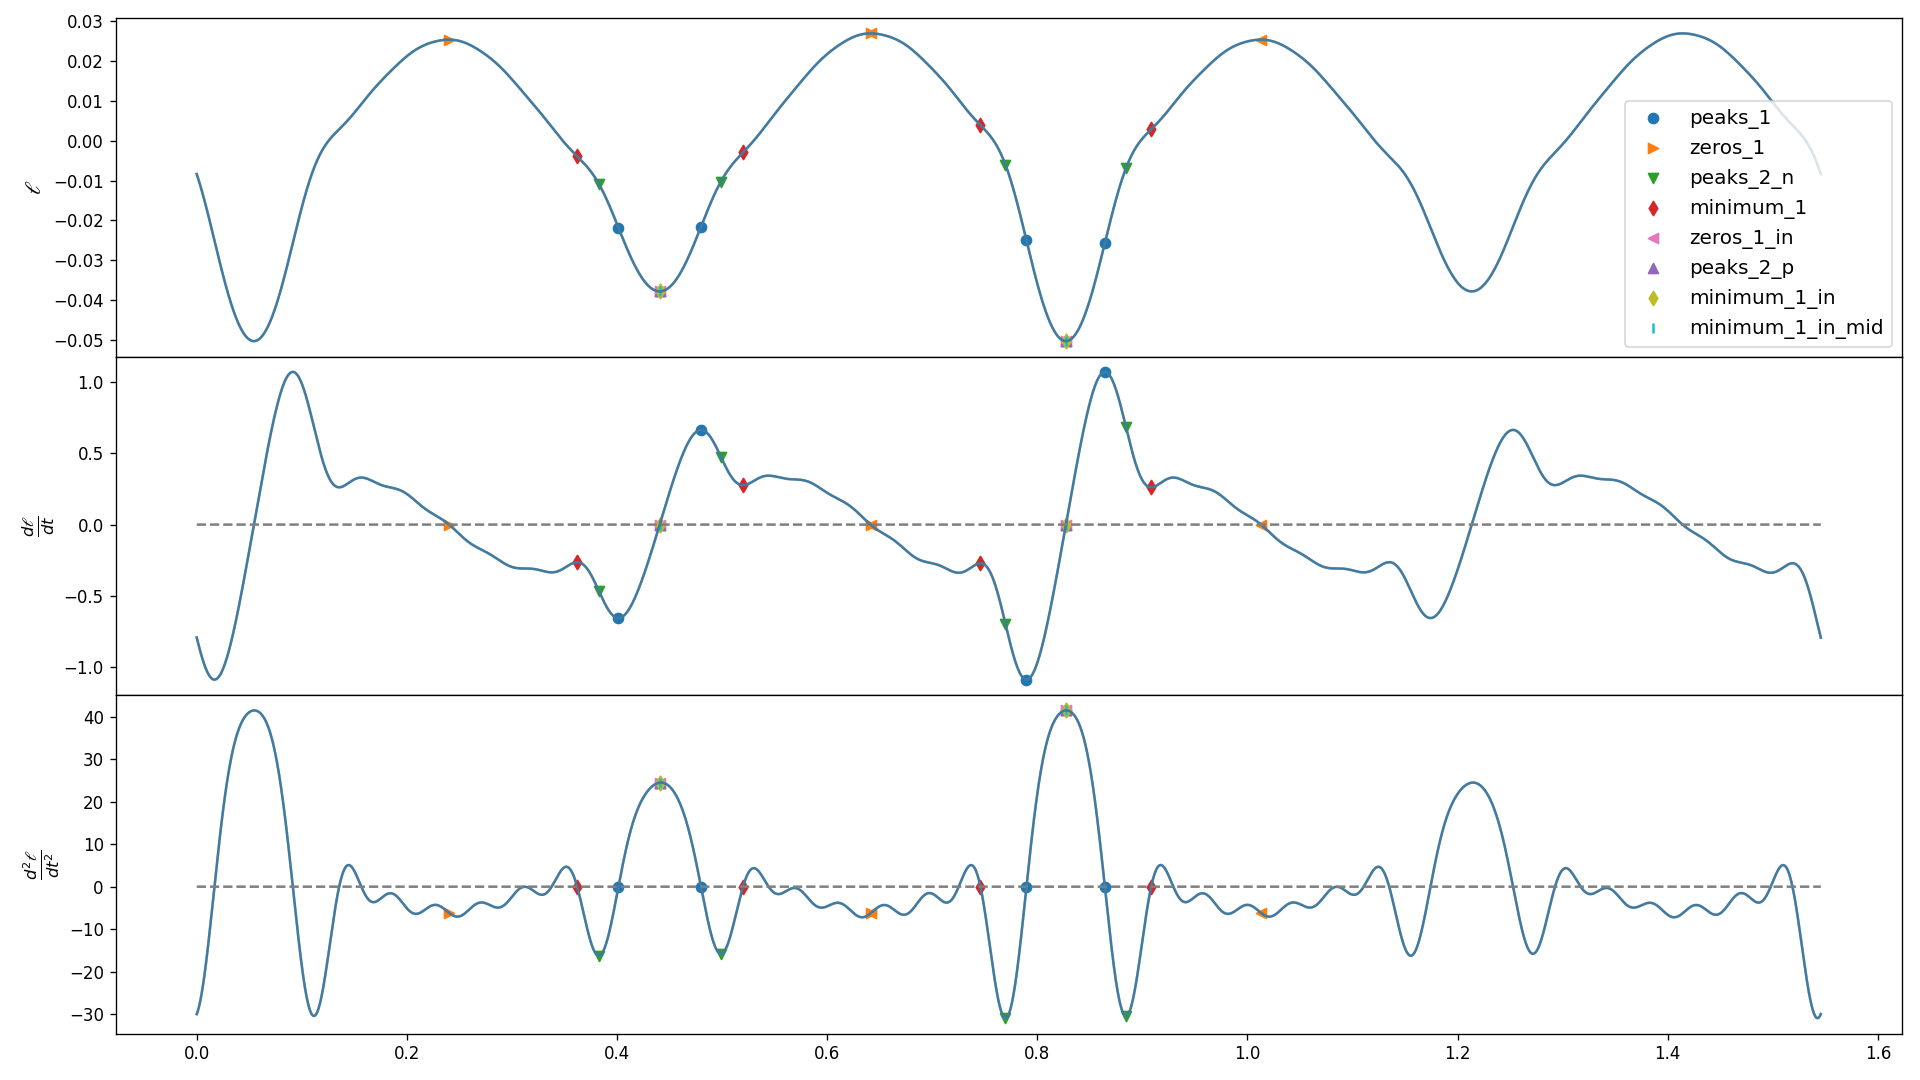 0.03
0.02
0.01
0.00
−0.01
−0.02
−0.03
−0.04
−0.05
ℓ
peaks_1
zeros_1
peaks_2_n
minimum_1
zeros_1_in
peaks_2_p
minimum_1_in
minimum_1_in_mid
1.0
0.5
0.0
−0.5
−1.0
dℓ
dt
40
30
20
10
0
−10
−20
−30
d²ℓ
dt²
0.0 0.2 0.4 0.6 0.8 1.0 1.2 1.4 1.6